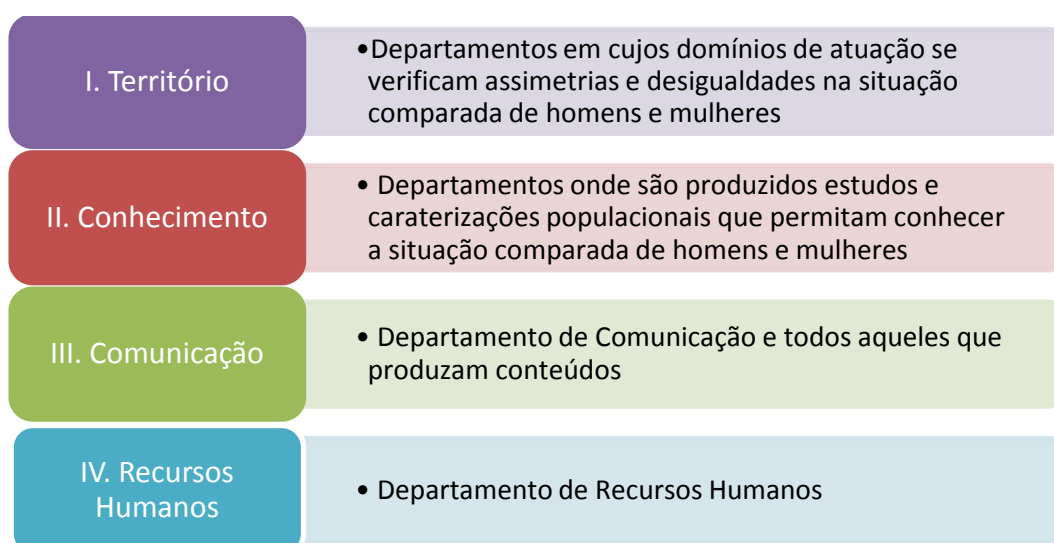 I. Território
•Departamentos em cujos domínios de atuação se
verificam assimetrias e desigualdades na situação
comparada de homens e mulheres
II. Conhecimento
• Departamentos onde são produzidos estudos e
caraterizações populacionais que permitam conhecer
a situação comparada de homens e mulheres
III. Comunicação
• Departamento de Comunicação e todos aqueles que
produzam conteúdos
IV. Recursos
Humanos
• Departamento de Recursos Humanos